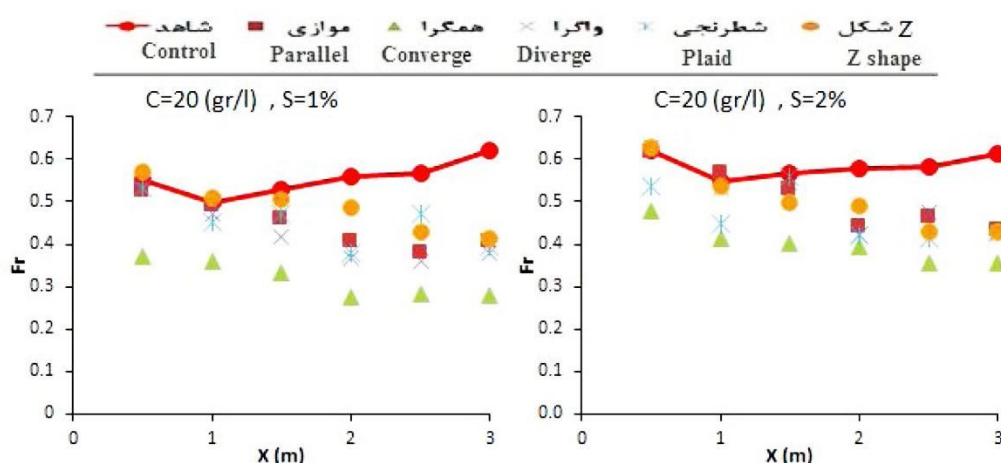 شاهد موازی همگرا واگرا شطرنجی شکل Z
Control Parallel Converge Diverge Plaid Z shape
C=20 (gr/l) , S=1%
0.7
0.6
0.5
0.4
0.3
0.2
0.1
0
Fr
0 1 2 3
X (m)
C=20 (gr/l) , S=2%
0.7
0.6
0.5
0.4
0.3
0.2
0.1
0.0
Fr
0 1 2 3
X (m)